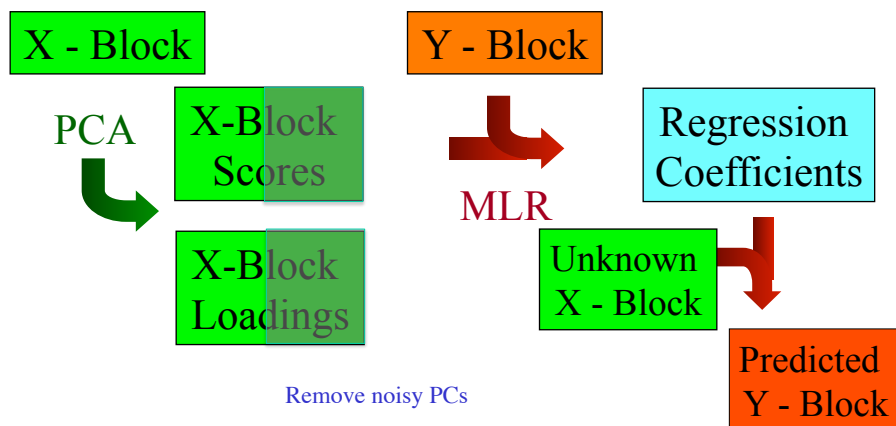 X - Block
Y - Block
PCA
X-Block
Scores
MLR
Regression
Coefficients
X-Block
Loadings
Unknown
X - Block
Predicted
Y - Block
Remove noisy PCs